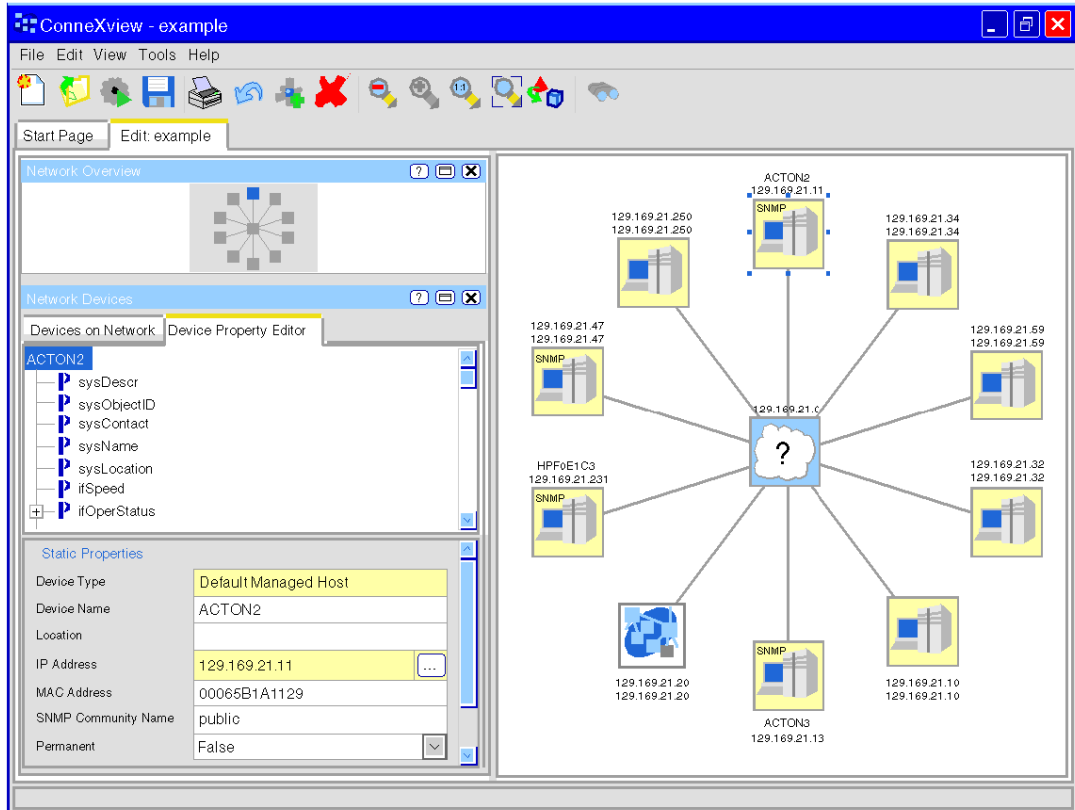 ConneXview - example
File Edit View Tools Help
1:1
Start Page
Edit: example
Network Overview
?
Network Devices
?
Devices on Network
Device Property Editor
ACTON2
P sysDescr
P sysObjectID
P sysContact
P sysName
P sysLocation
P ifSpeed
P ifOperStatus
Static Properties
Device Type Default Managed Host
Device Name ACTON2
Location
IP Address 129.169.21.11 ...
MAC Address 00065B1A1129
SNMP Community Name public
Permanent False
ACTON2
129.169.21.11
SNMP
129.169.21.250
129.169.21.250
129.169.21.34
129.169.21.34
129.169.21.47
129.169.21.47
SNMP
129.169.21.59
129.169.21.59
129.169.21.0
?
HPF0E1C3
129.169.21.231
SNMP
129.169.21.32
129.169.21.32
129.169.21.20
129.169.21.20
SNMP
ACTON3
129.169.21.13
129.169.21.10
129.169.21.10